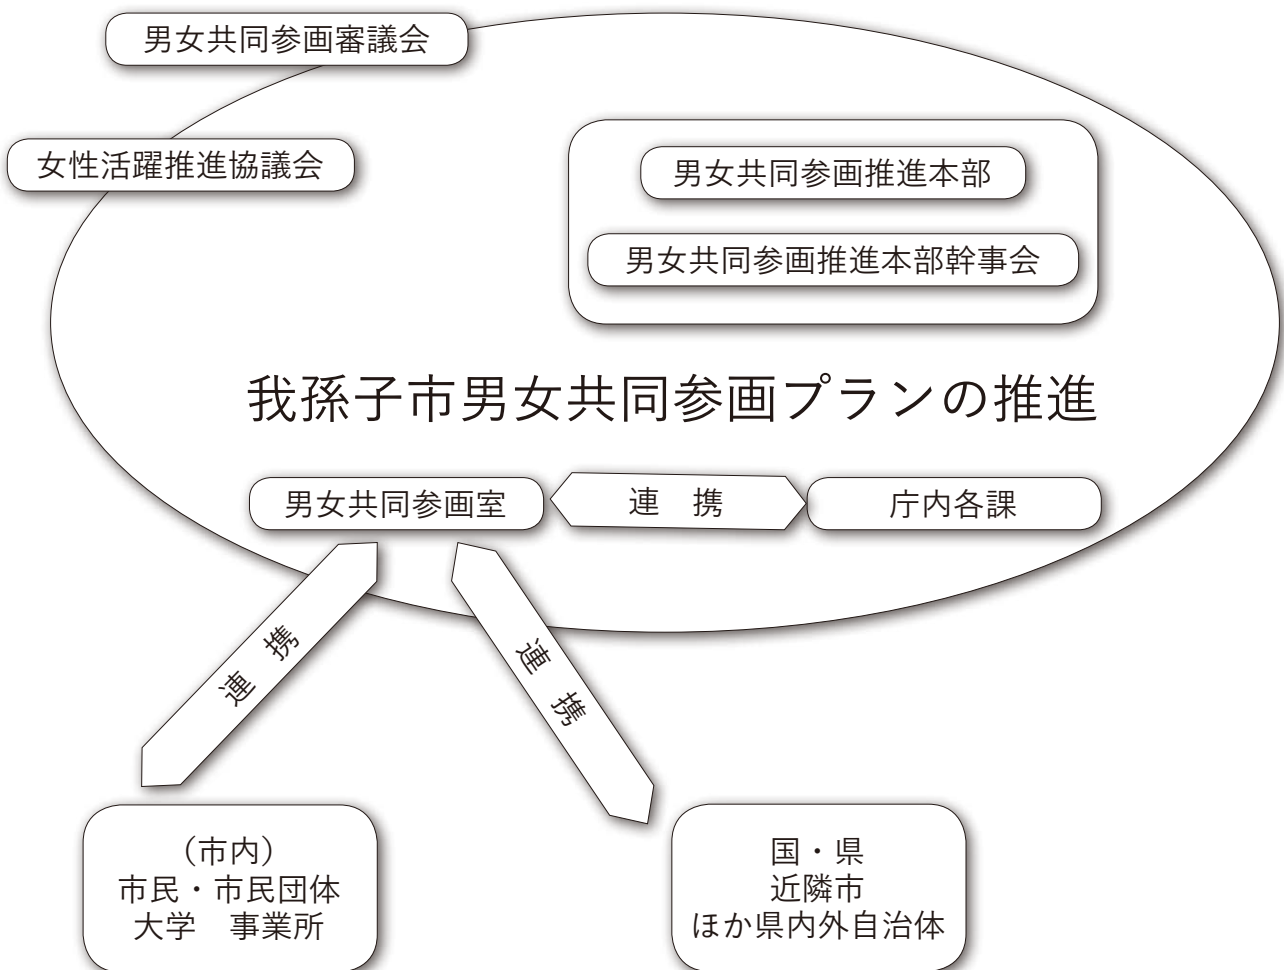 男女共同参画審議会
女性活躍推進協議会
男女共同参画推進本部
男女共同参画推進本部幹事会
我孫子市男女共同参画プランの推進
男女共同参画室
連　携
庁内各課
連　携
連　携
（市内）
市民・市民団体
大学　事業所
国・県
近隣市
ほか県内外自治体